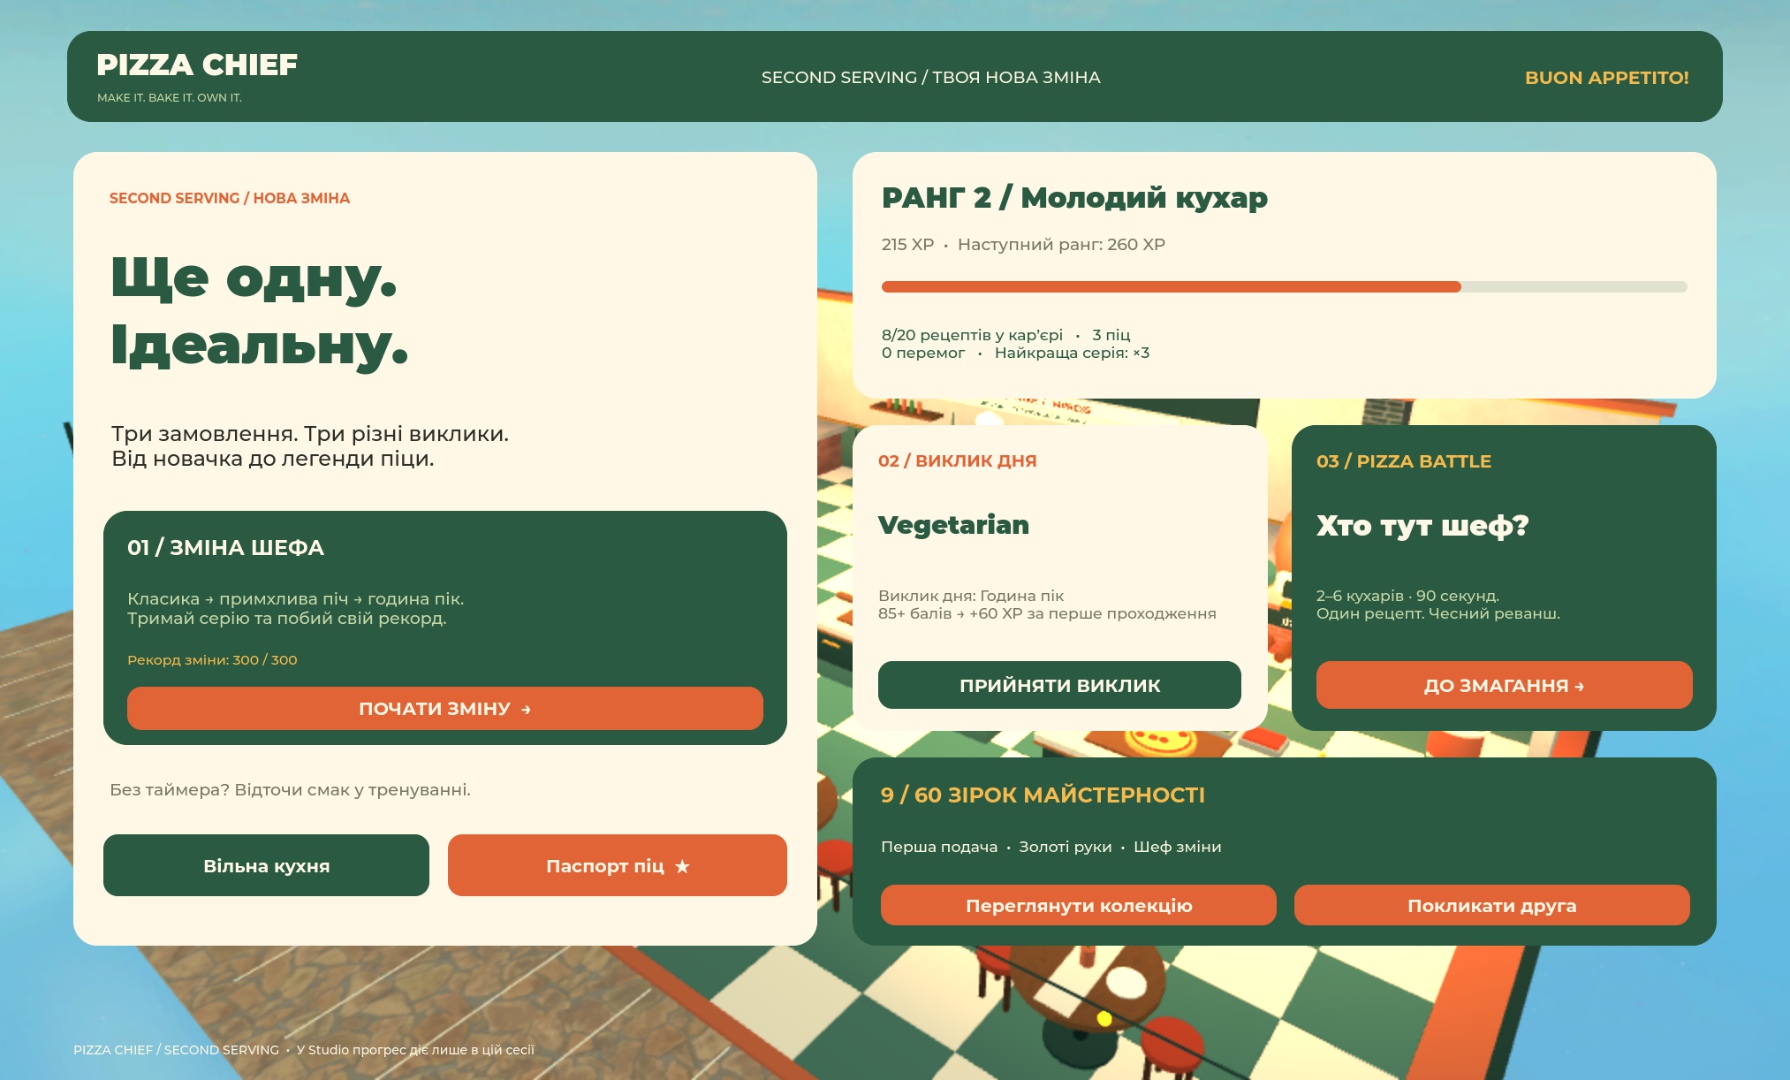 PIZZA CHIEF
MAKE IT. BAKE IT. OWN IT.
SECOND SERVING / ТВОЯ НОВА ЗМІНА
BUON APPETITO!
SECOND SERVING / НОВА ЗМІНА
Ще одну.
Ідеальну.
Три замовлення. Три різні виклики.
Від новачка до легенди піци.
01 / ЗМІНА ШЕФА
Класика → примхлива піч → година пік.
Тримай серію та побий свій рекорд.
Рекорд зміни: 300 / 300
ПОЧАТИ ЗМІНУ →
Без таймера? Відточи смак у тренуванні.
Вільна кухня
Паспорт піц ★
РАНГ 2 / Молодий кухар
215 XP • Наступний ранг: 260 XP
8/20 рецептів у кар’єрі • 3 піц
0 перемог • Найкраща серія: ×3
02 / ВИКЛИК ДНЯ
Vegetarian
Виклик дня: Година пік
85+ балів → +60 XP за перше проходження
ПРИЙНЯТИ ВИКЛИК
03 / PIZZA BATTLE
Хто тут шеф?
2–6 кухарів · 90 секунд.
Один рецепт. Чесний реванш.
ДО ЗМАГАННЯ →
9 / 60 ЗІРОК МАЙСТЕРНОСТІ
Перша подача • Золоті руки • Шеф зміни
Переглянути колекцію
Покликати друга
PIZZA CHIEF / SECOND SERVING • У Studio прогрес діє лише в цій сесії